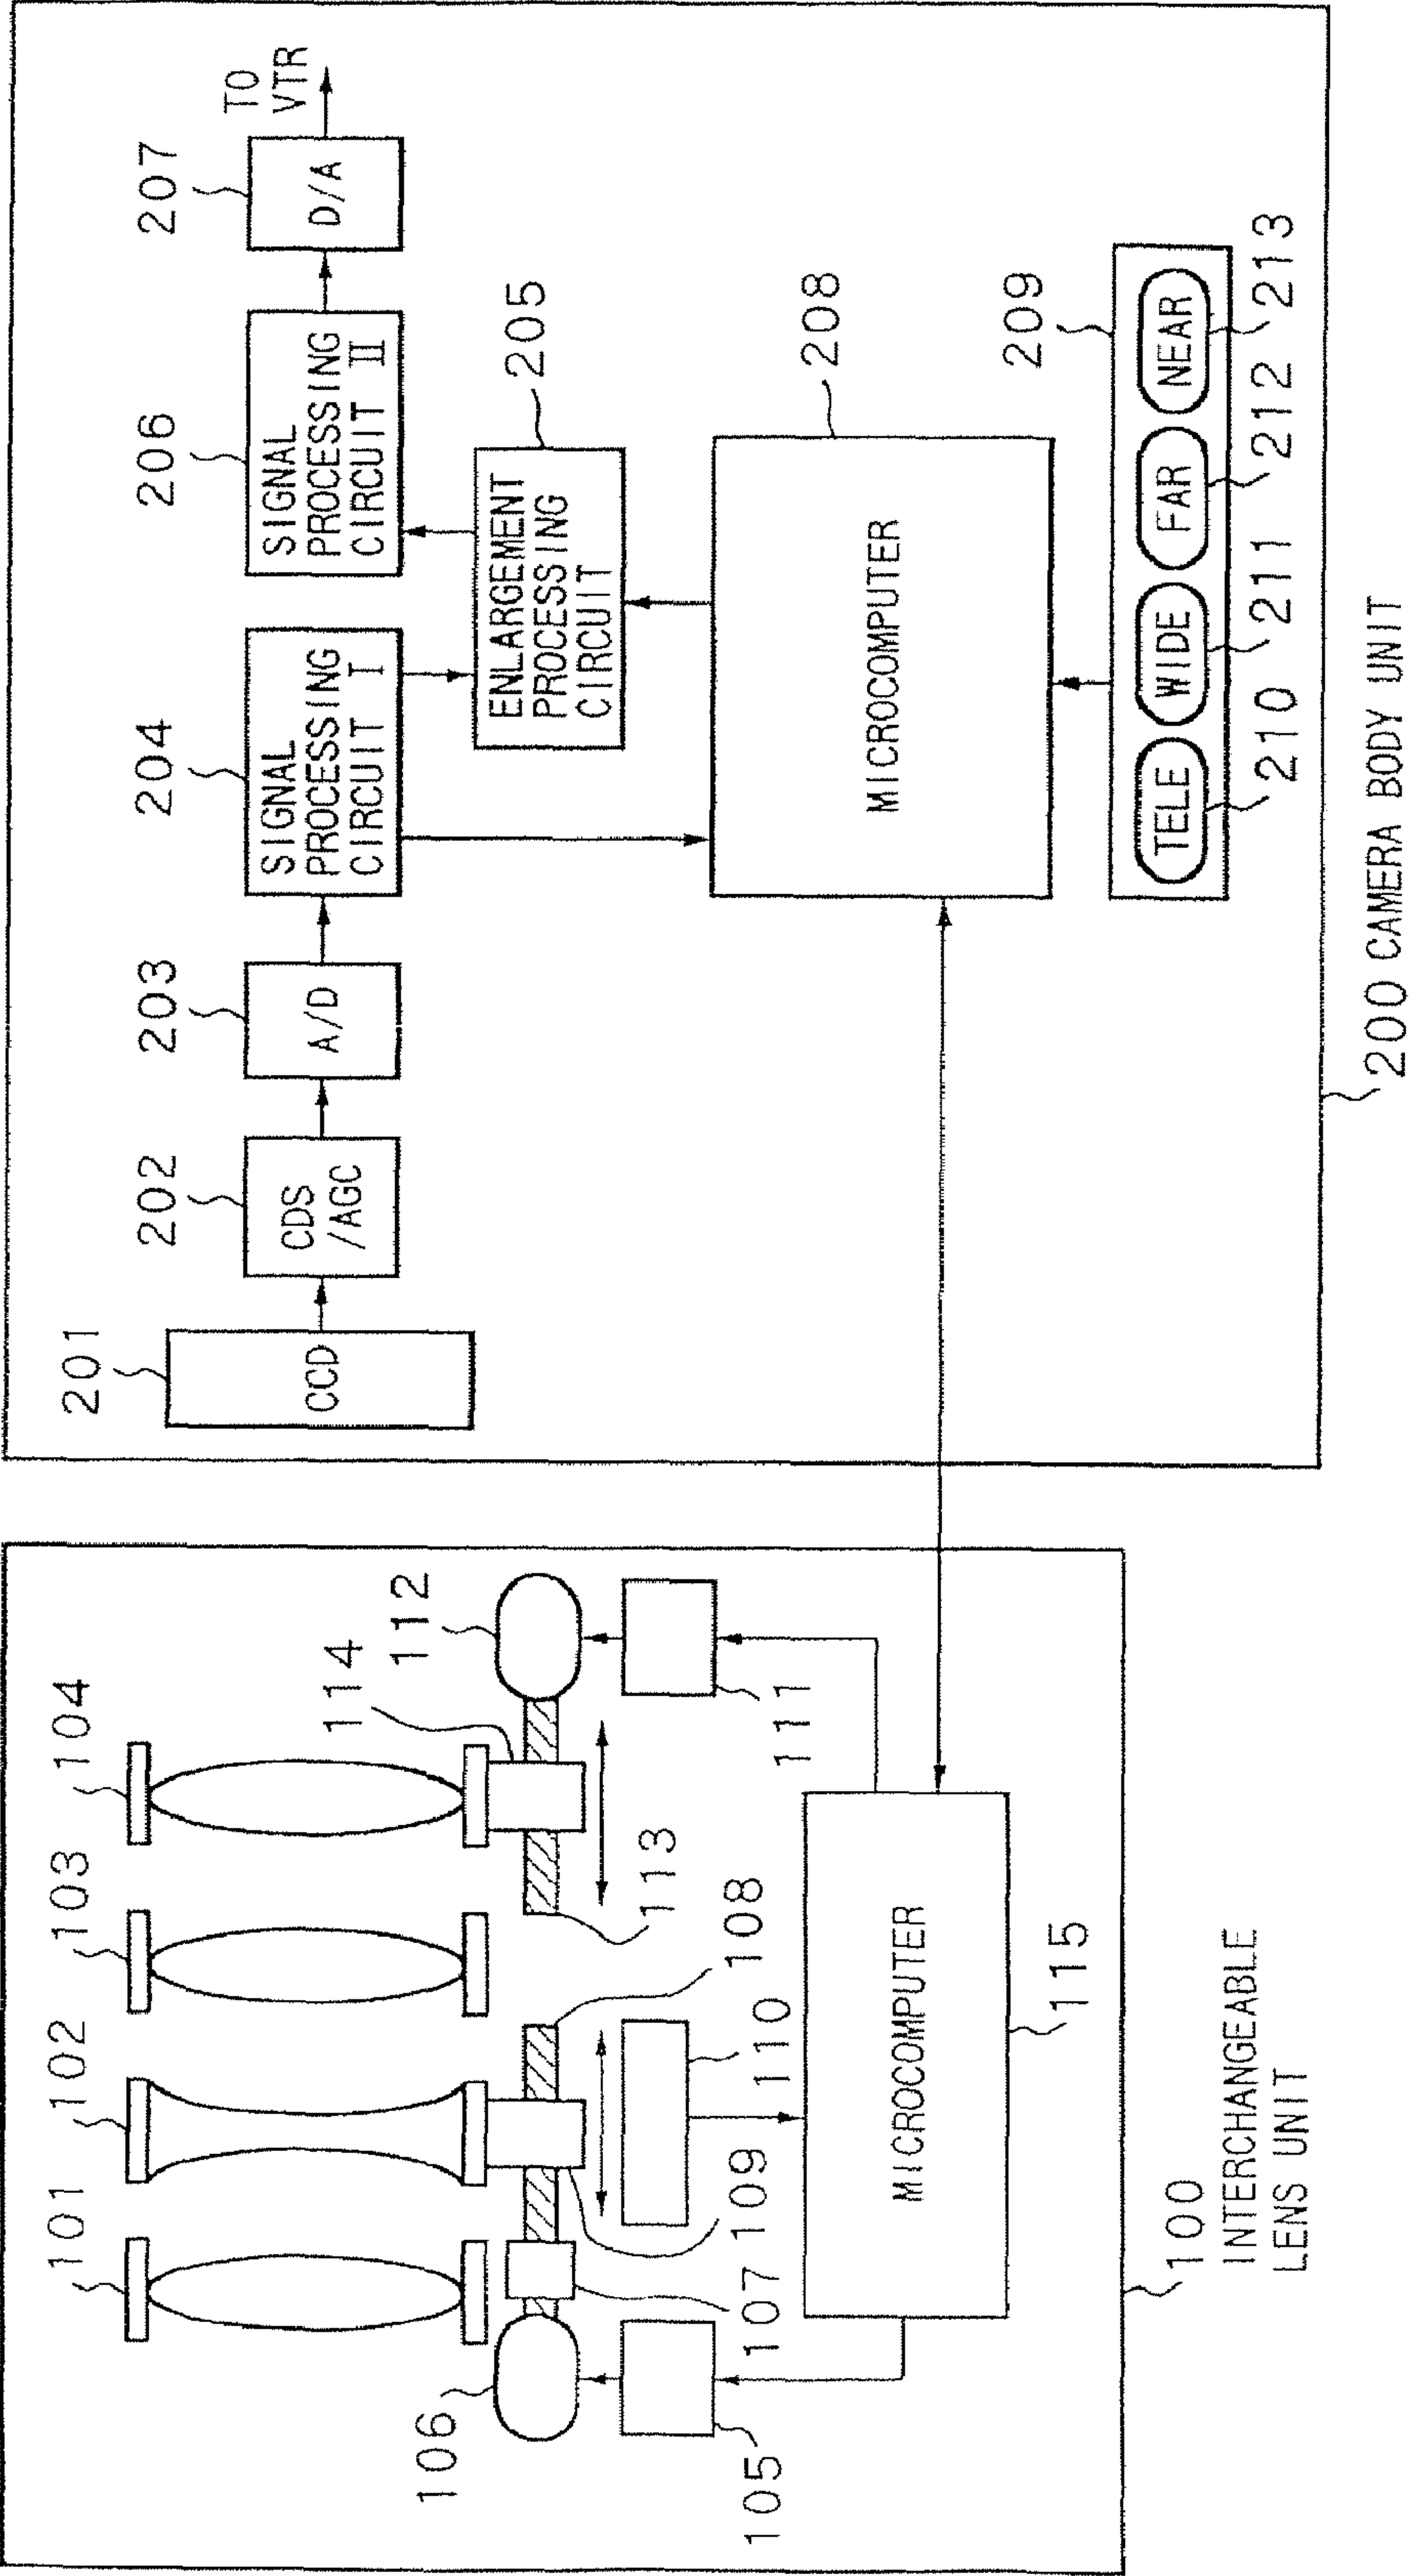 101
102
103
104
106
107
109
108
114
113
112
105
110
111
MICROCOMPUTER
115
100
INTERCHANGEABLE
LENS UNIT
201
CCD
202
CDS
/AGC
203
A/D
204
SIGNAL
PROCESSING
CIRCUIT I
206
SIGNAL
PROCESSING
CIRCUIT II
207
D/A
TO
VTR
205
ENLARGEMENT
PROCESSING
CIRCUIT
208
MICROCOMPUTER
209
TELE
WIDE
FAR
NEAR
210
211
212
213
200 CAMERA BODY UNIT